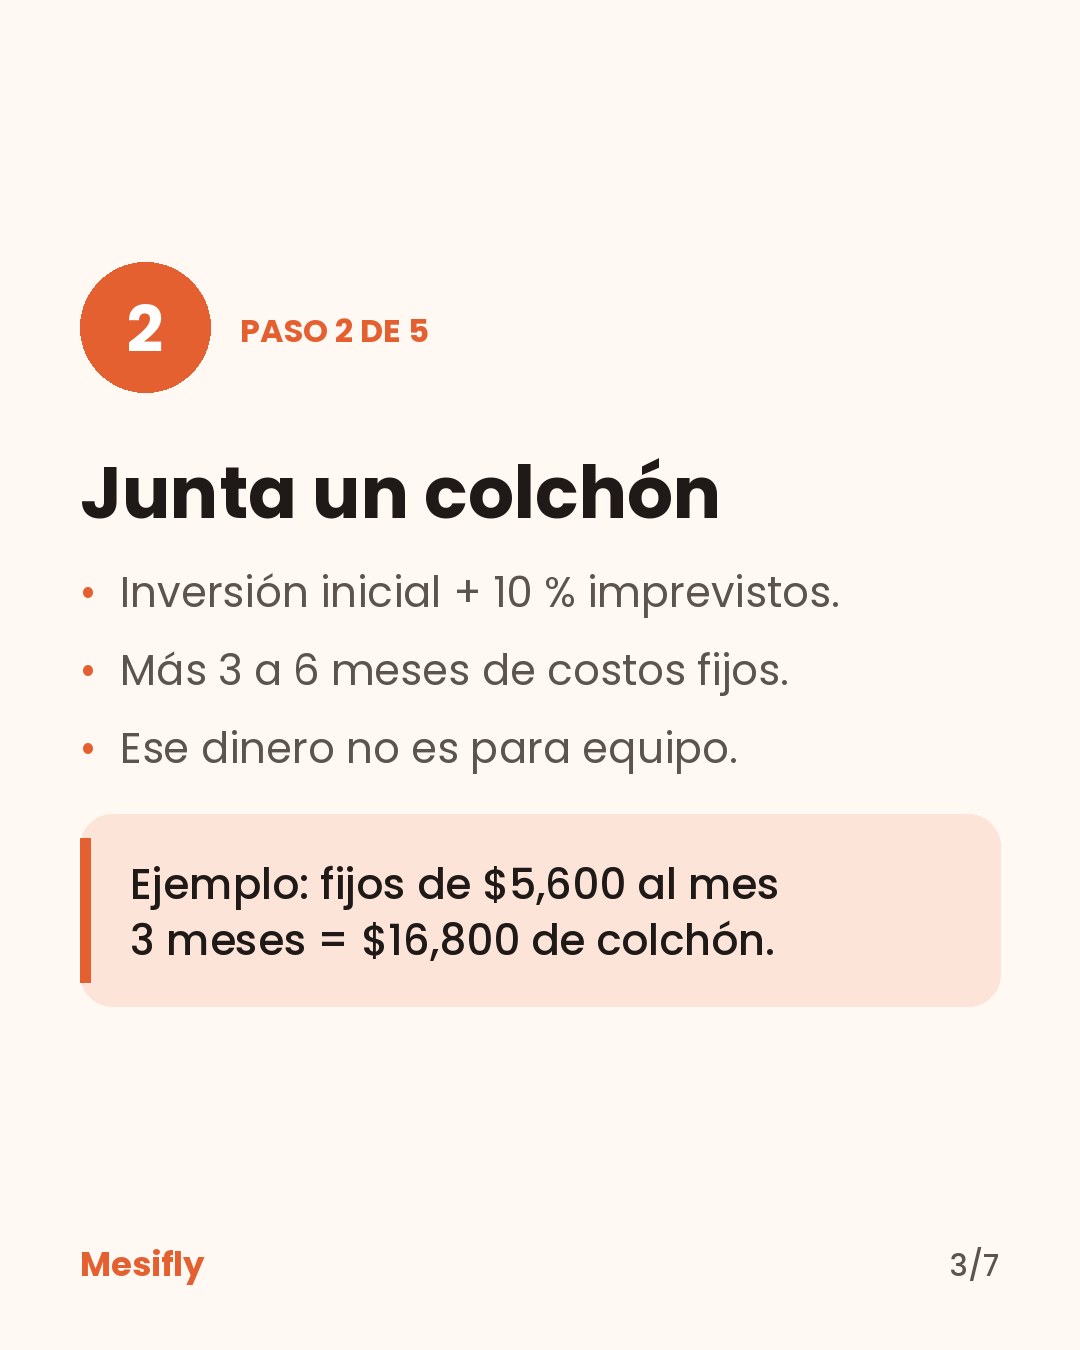 2
PASO 2 DE 5
Junta un colchón
• Inversión inicial + 10 % imprevistos.
• Más 3 a 6 meses de costos fijos.
• Ese dinero no es para equipo.
Ejemplo: fijos de $5,600 al mes
3 meses = $16,800 de colchón.
Mesifly
3/7